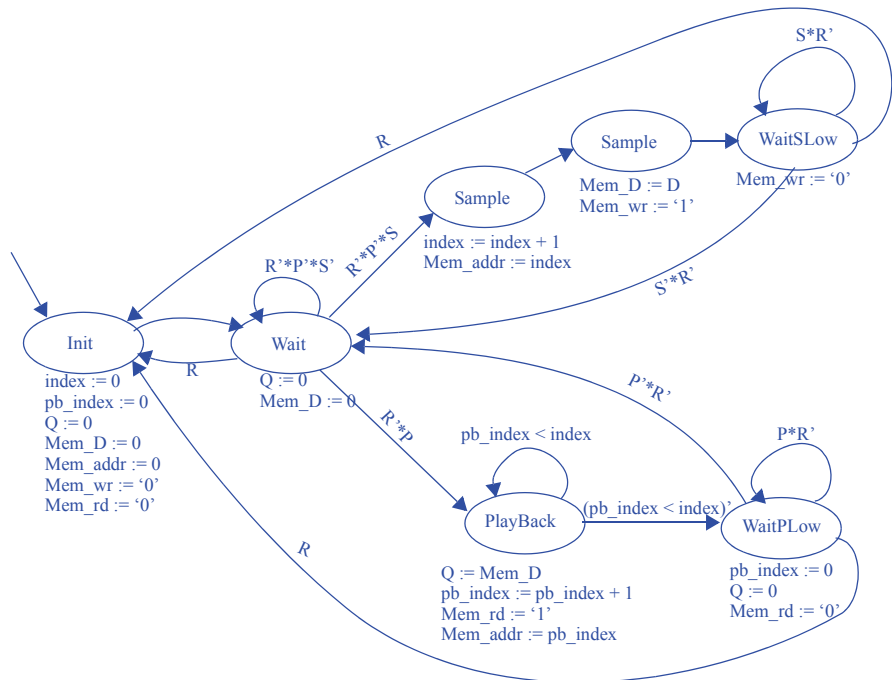 S*R’
R
Sample
WaitSLow
Mem_D := D
Mem_wr := ‘1’
Mem_wr := ‘0’
Sample
index := index + 1
Mem_addr := index
R’*P’*S
R’*P’*S’
S’*R’
Init
Wait
R
index := 0
pb_index := 0
Q := 0
Mem_D := 0
Mem_addr := 0
Mem_wr := ‘0’
Mem_rd := ‘0’
Q := 0
Mem_D := 0
R’*P
P’*R’
pb_index < index
P*R’
PlayBack
(pb_index < index)’
WaitPLow
Q := Mem_D
pb_index := pb_index + 1
Mem_rd := ‘1’
Mem_addr := pb_index
pb_index := 0
Q := 0
Mem_rd := ‘0’
R